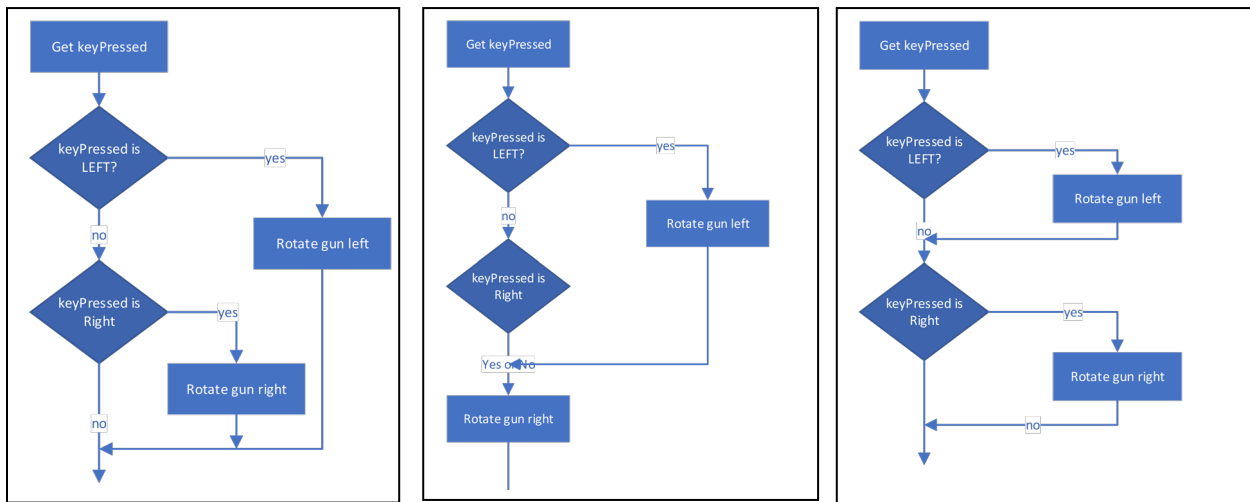 Get keyPressed
keyPressed is
LEFT?
yes
Rotate gun left
no
keyPressed is
Right
yes
Rotate gun right
no
Get keyPressed
keyPressed is
LEFT?
yes
Rotate gun left
no
keyPressed is
Right
Yes or No
Rotate gun right
Get keyPressed
keyPressed is
LEFT?
yes
Rotate gun left
no
keyPressed is
Right
yes
Rotate gun right
no